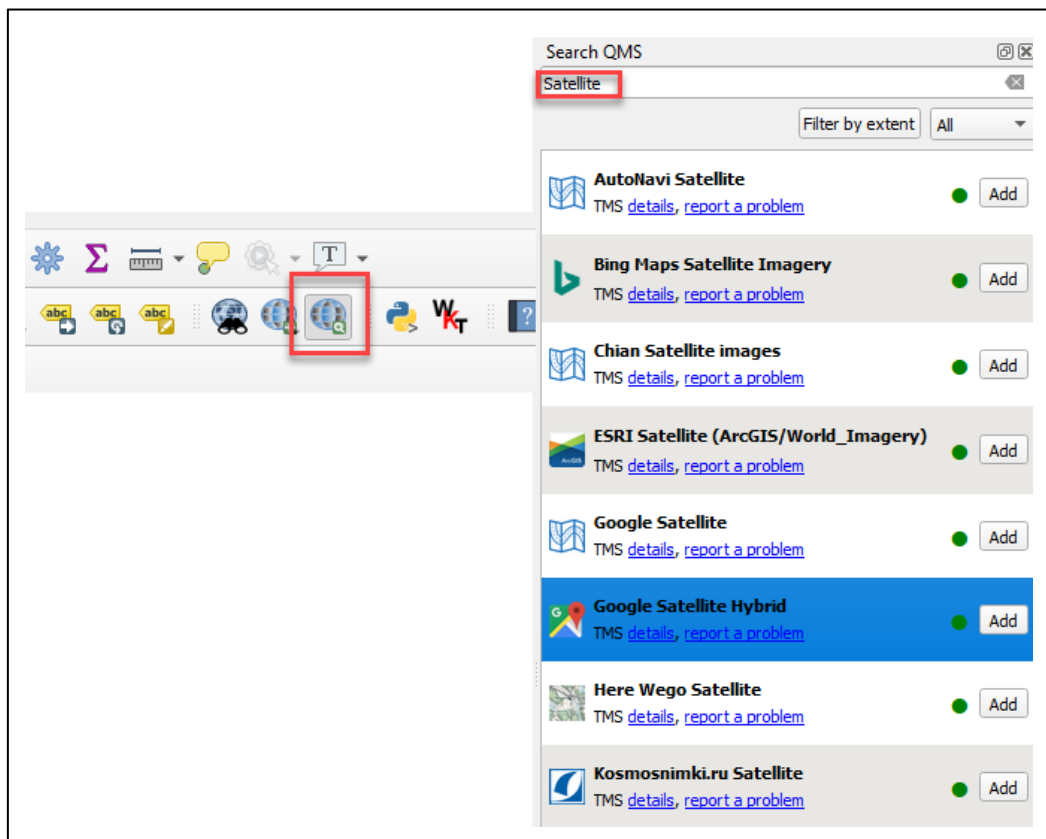 Search QMS
Satellite
Filter by extent All
AutoNavi Satellite
TMS details, report a problem
Add
Bing Maps Satellite Imagery
TMS details, report a problem
Add
Chian Satellite images
TMS details, report a problem
Add
ESRI Satellite (ArcGIS/World_Imagery)
TMS details, report a problem
Add
Google Satellite
TMS details, report a problem
Add
Google Satellite Hybrid
TMS details, report a problem
Add
Here Wego Satellite
TMS details, report a problem
Add
Kosmosnimki.ru Satellite
TMS details, report a problem
Add
T
abc abc abc WKT ?
ArcGIS
G